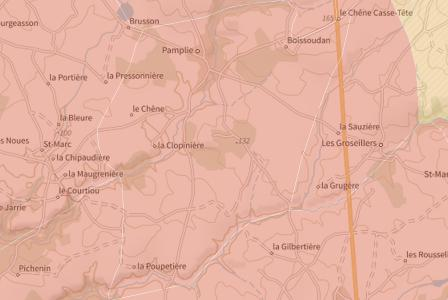 le Chêne Casse-Tête
165
Brusson
ourgeasson
Boissoudan
Pamplie
la Portière
la Pressonnière
le Chêne
la Bleure
100
la Sauzière
s Noues
St-Marc
132
la Clopinière
Les Groseillers
la Chipaudière
la Maugrenière
St-Mar
la Grugère
le Courtiou
Jarrie
la Gilbertière
les Roussel
la Poupetière
Pichenin